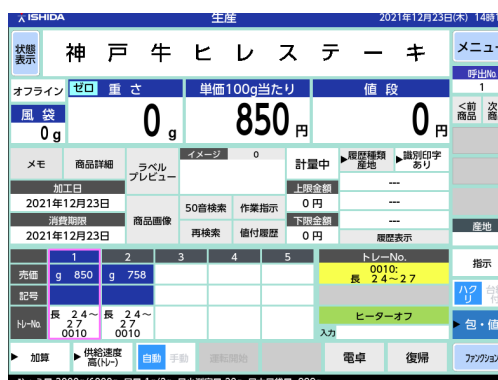 ISHIDA 生産 2021年12月23日(木) 14時
状態表示 神戸牛ヒレステーキ メニュー
呼出No.
1
オフライン ゼロ 重さ 単価100g当たり 値段
<前商品 次商
風袋 0g 0g 850円 0円
メモ 商品詳細 ラベルプレビュー イメージ 0 計量中 ▶履歴種類 産地 ▶識別印字 あり
加工日 上限金額 ---
2021年12月23日 商品画像 50音検索 作業指示 0円 ---
消費期限 下限金額 --- 産地
2021年12月23日 再検索 値付履歴 0円 履歴表示
1 2 3 4 5 トレーNo.
売価 g 850 g 758 0010:
長 24~27 指示
記号
トレーNo. 長 24~27 0010 長 24~27 0010 ヒーターオフ ハクリ
入力 ▶包・値
▶加算 ▶供給速度 高(トレー) 自動 手動 運転開始 電卓 復帰 ファンクション